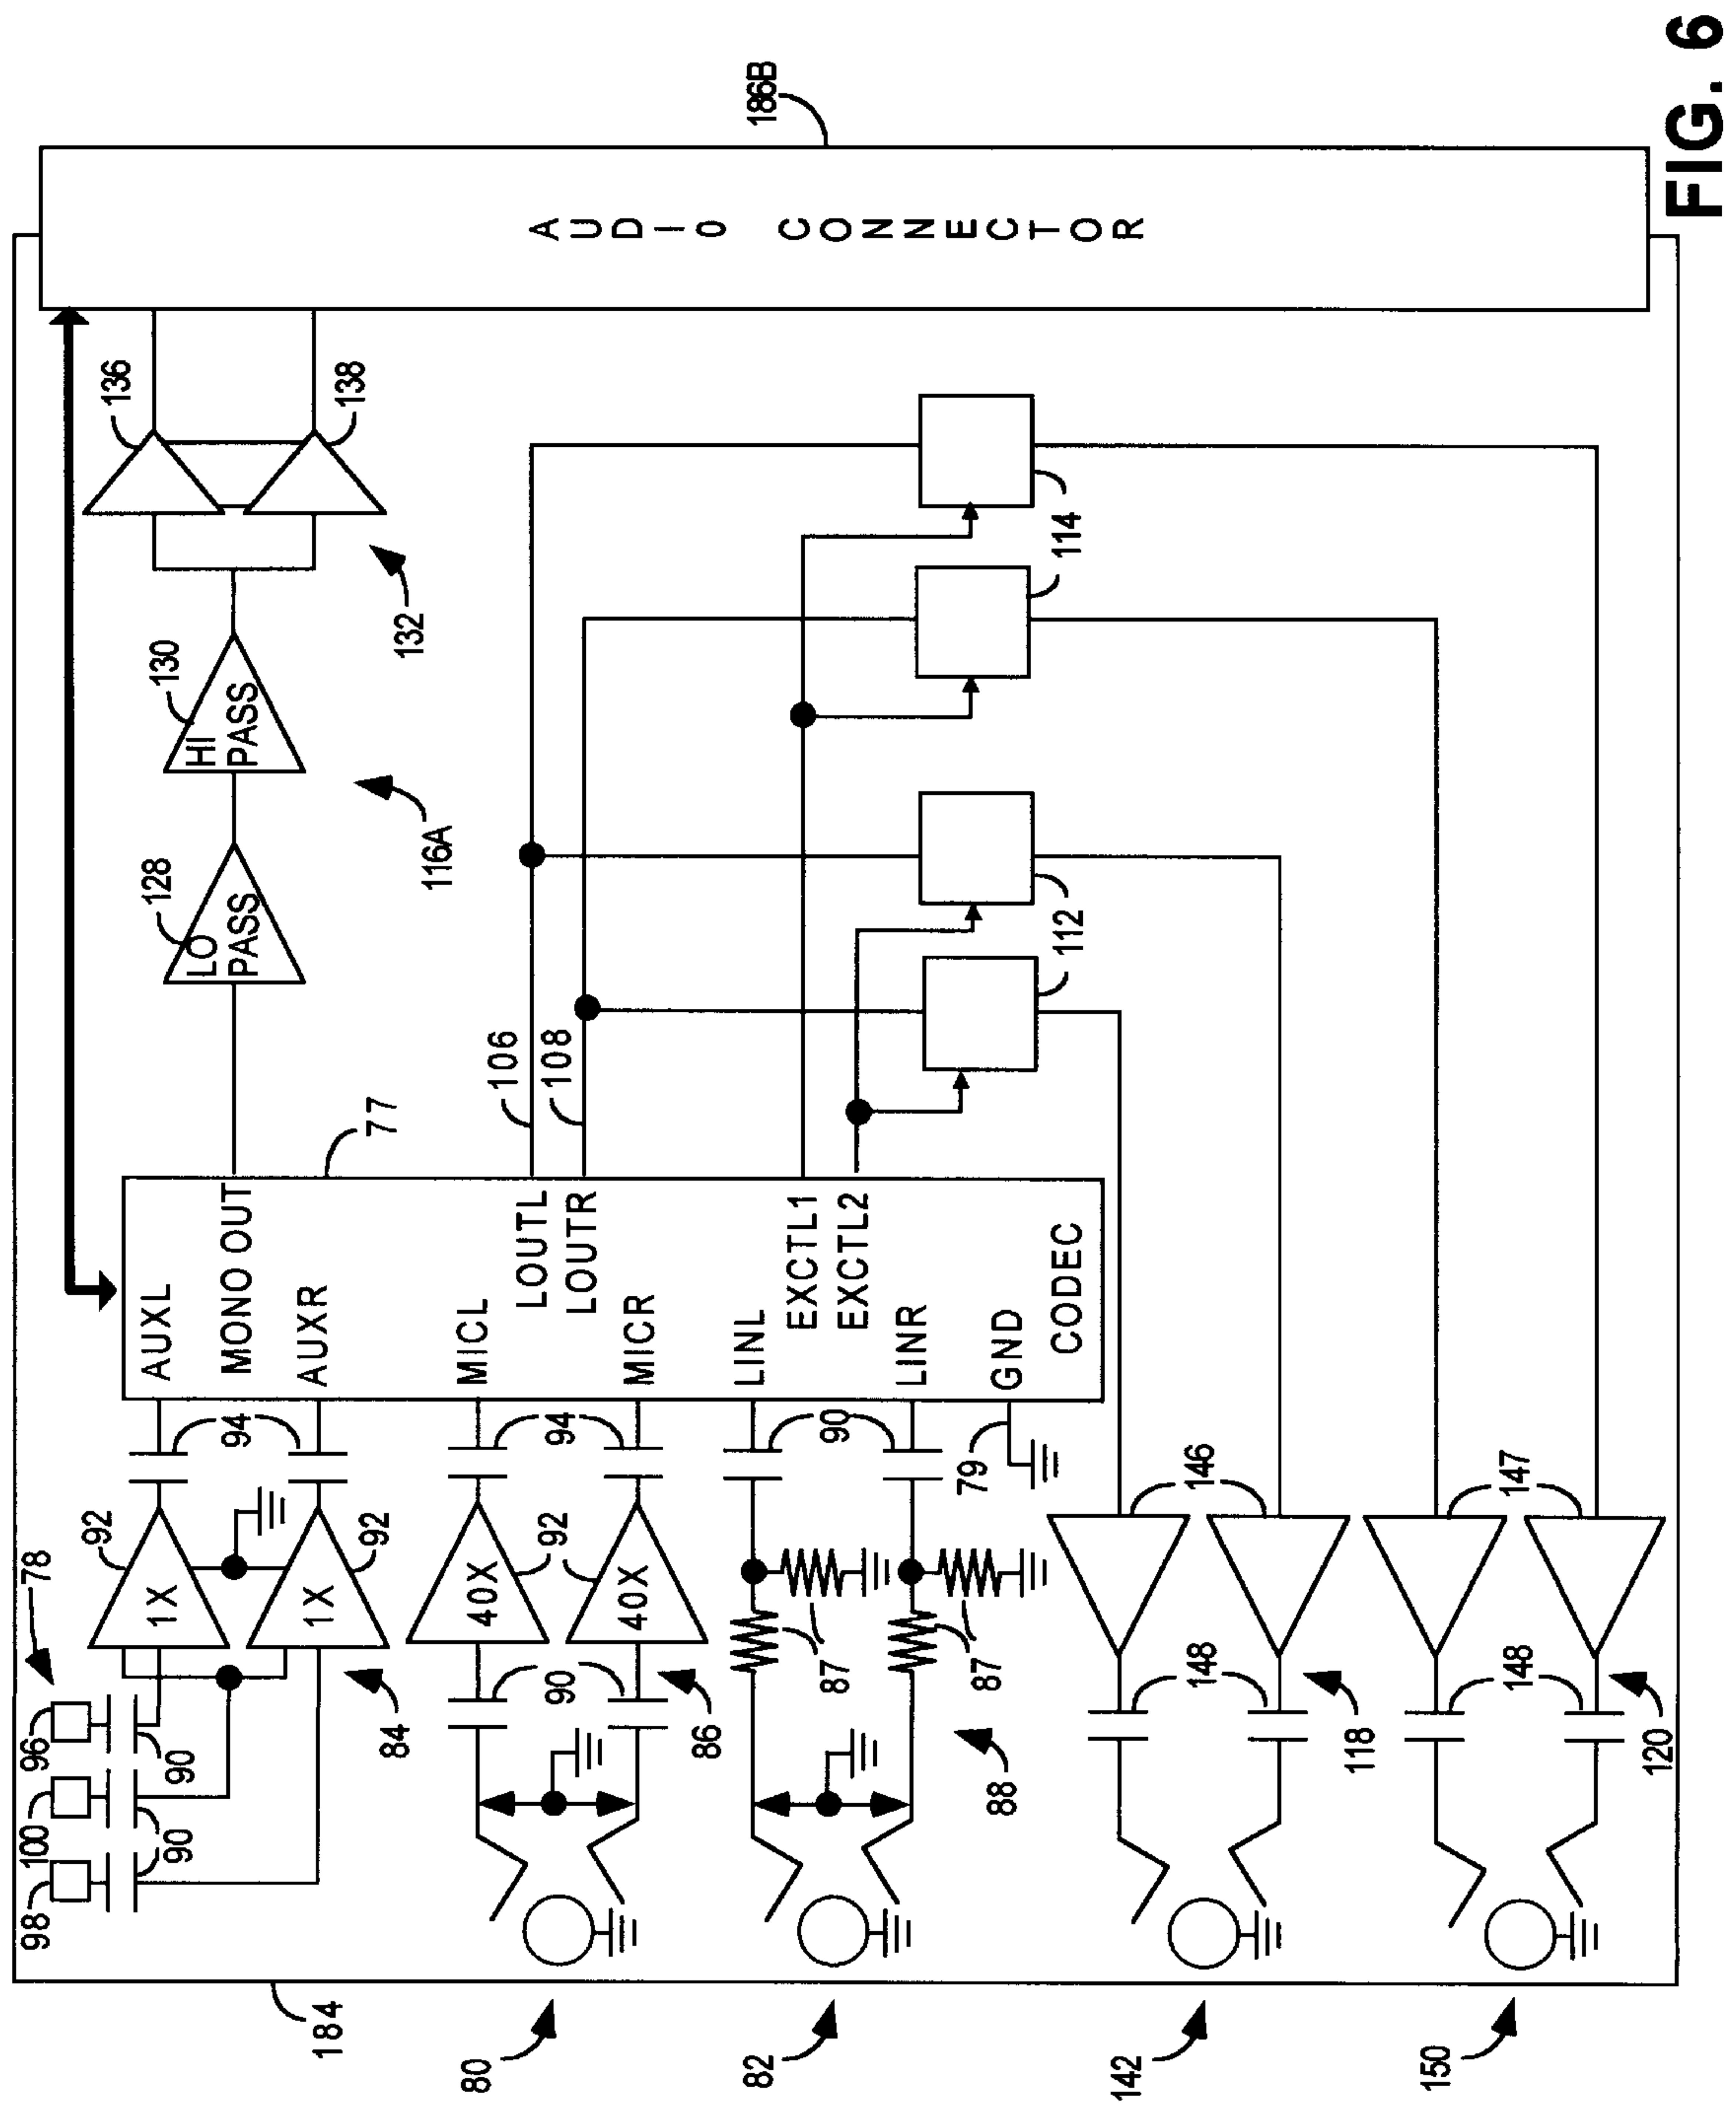 98
100
96
78
90
90
1X
1X
92
92
84
94
184
80
90
40X
40X
92
86
94
82
87
87
88
90
79
142
148
146
118
150
148
147
120
AUXL
MONO OUT
AUXR
MICL
LOUTL
LOUTR
MICR
LINL
EXCTL1
EXCTL2
LINR
GND
CODEC
77
106
108
LO
PASS
128
HI
PASS
130
116A
132
136
138
112
114
AUDIO CONNECTOR
186B
FIG. 6